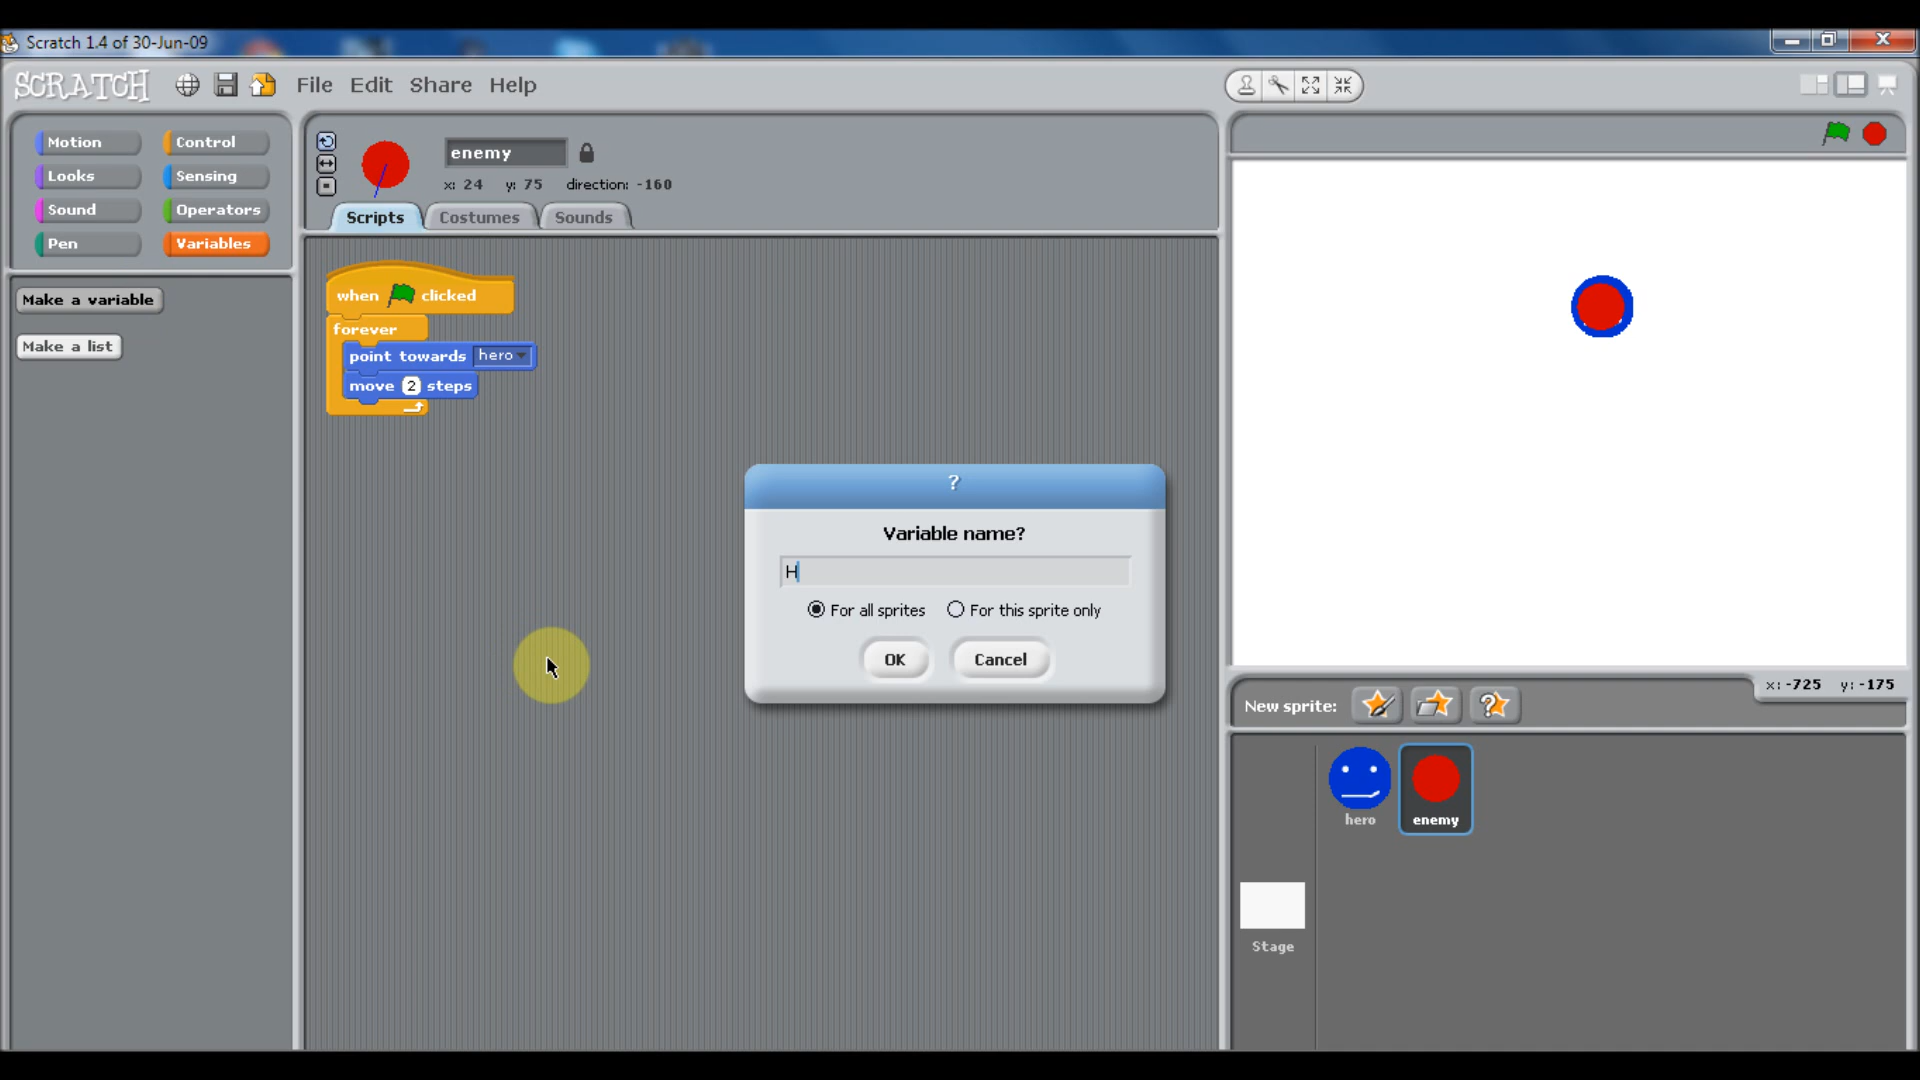 Scratch 1.4 of 30-Jun-09
SCRATCH File Edit Share Help
Motion Control
Looks Sensing
Sound Operators
Pen Variables
Make a variable
Make a list
enemy
x: 24 y: 75 direction: -160
Scripts Costumes Sounds
when clicked
forever
point towards hero
move 2 steps
?
Variable name?
H
For all sprites For this sprite only
OK Cancel
x: -725 y: -175
New sprite:
hero enemy
Stage